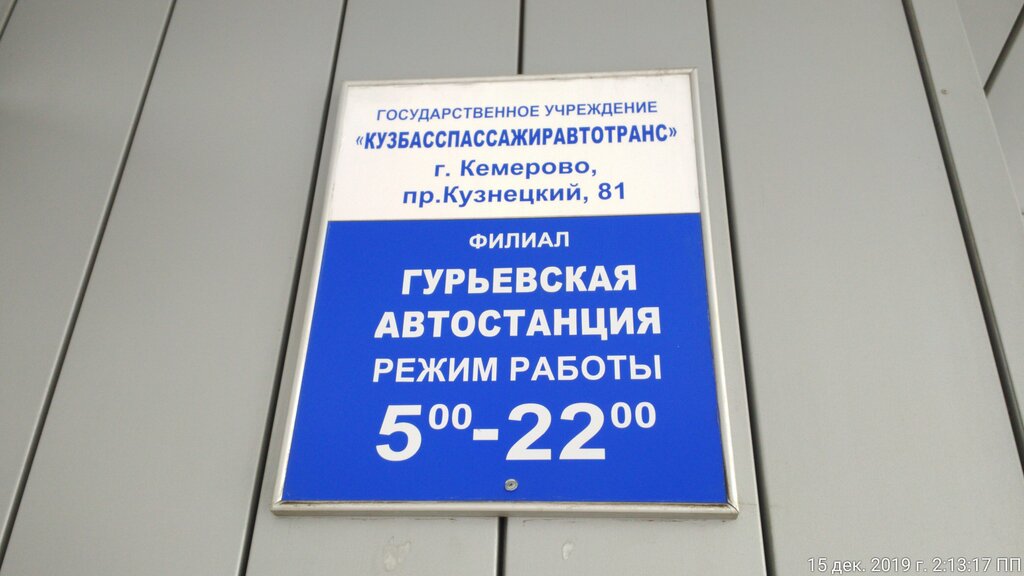 ГОСУДАРСТВЕННОЕ УЧРЕЖДЕНИЕ
«КУЗБАССПАССАЖИРАВТОТРАНС»
г. Кемерово,
пр.Кузнецкий, 81
ФИЛИАЛ
ГУРЬЕВСКАЯ
АВТОСТАНЦИЯ
РЕЖИМ РАБОТЫ
5⁰⁰-22⁰⁰
15 дек. 2019 г. 2:13:17 ПП